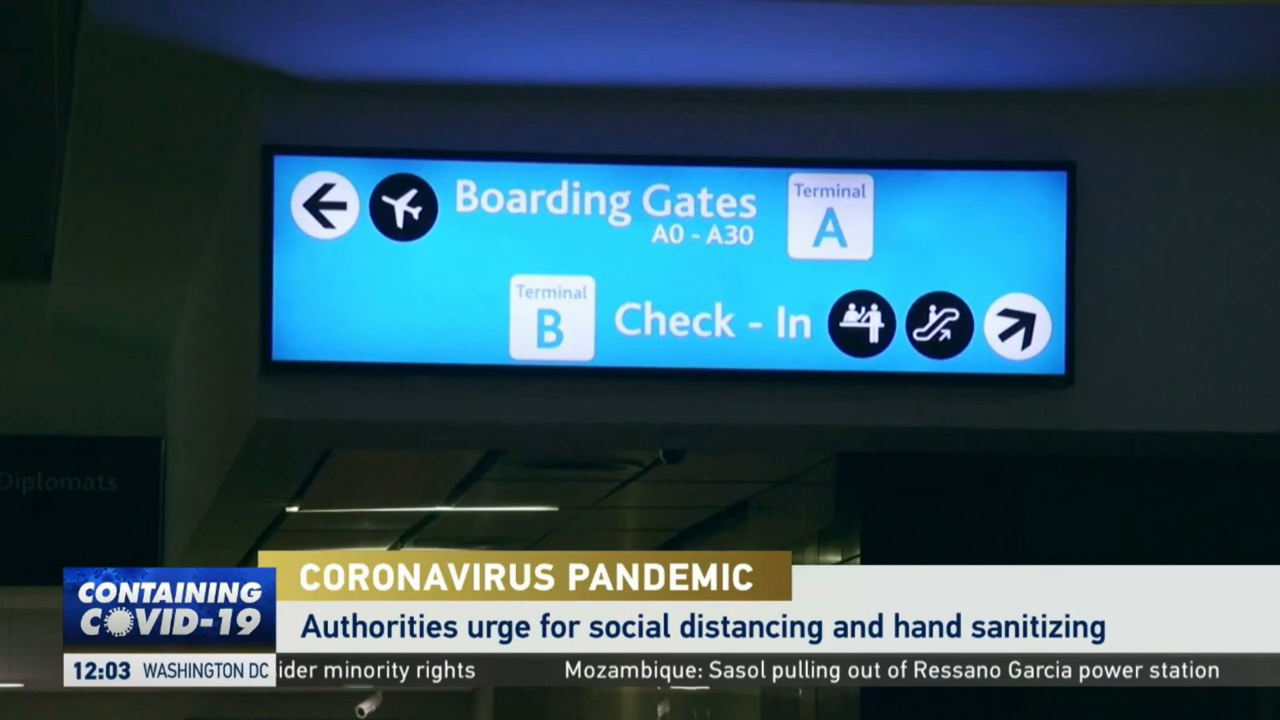 Boarding Gates
A0 - A30
Terminal
A
Terminal
B
Check - In
Diplomats
CORONAVIRUS PANDEMIC
CONTAINING
COVID-19
Authorities urge for social distancing and hand sanitizing
12:03 WASHINGTON DC
ider minority rights
Mozambique: Sasol pulling out of Ressano Garcia power station